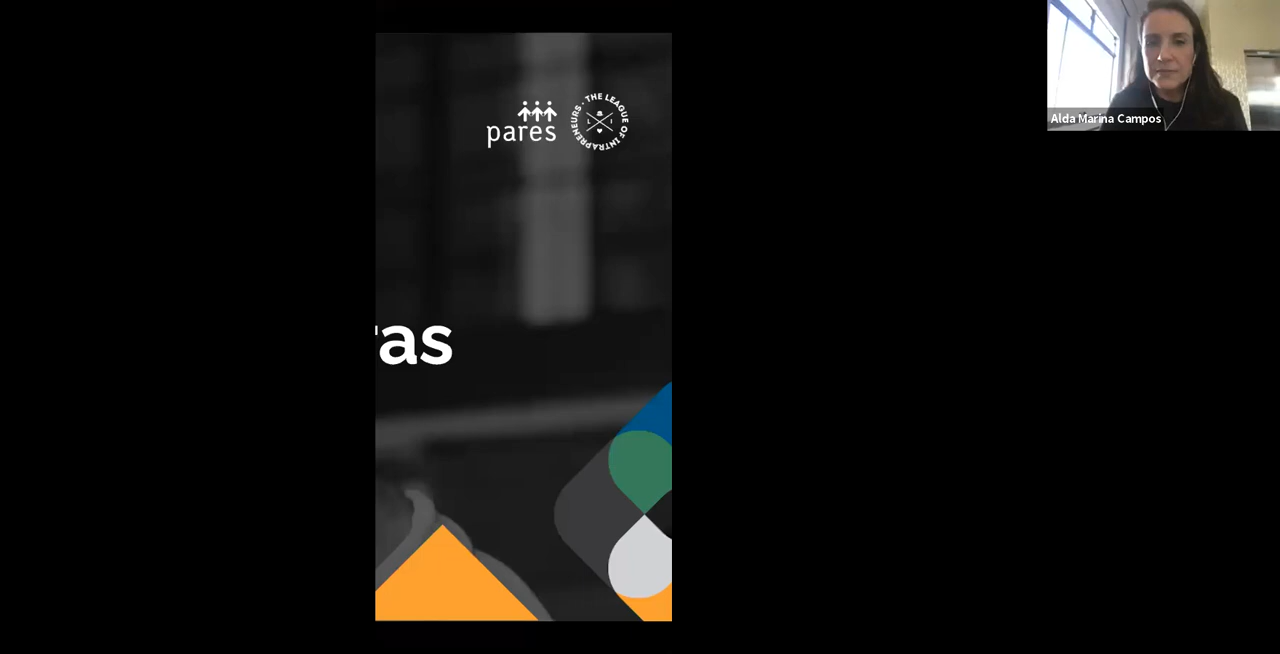 pares
THE LEAGUE OF INTRAPRENEURS
L I
ras
Alda Marina Campos